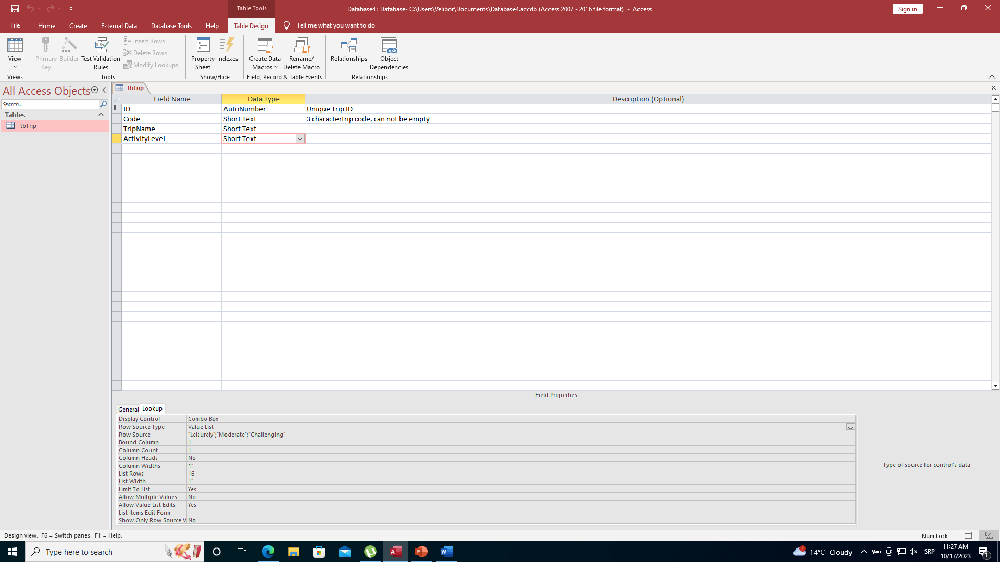 Table Tools
Database4 : Database- C:\Users\Velibor\Documents\Database4.accdb (Access 2007 - 2016 file format)  -  Access
Sign in
File
Home
Create
External Data
Database Tools
Help
Table Design
Tell me what you want to do
View
Primary Key
Builder
Test Validation Rules
Insert Rows
Delete Rows
Modify Lookups
Property Sheet
Indexes
Create Data Macros
Rename/ Delete Macro
Relationships
Object Dependencies
Views
Tools
Show/Hide
Field, Record & Table Events
Relationships
All Access Objects
Search...
Tables
tbTrip
tbTrip
Field Name
Data Type
Description (Optional)
ID AutoNumber Unique Trip ID
Code Short Text 3 charactertrip code, can not be empty
TripName Short Text
ActivityLevel Short Text
Field Properties
General Lookup
Display Control Combo Box
Row Source Type Value List
Row Source "Leisurely";"Moderate";"Challenging"
Bound Column 1
Column Count 1
Column Heads No
Column Widths 1"
List Rows 16
List Width 1"
Limit To List Yes
Allow Multiple Values No
Allow Value List Edits Yes
List Items Edit Form
Show Only Row Source V No
Type of source for control's data
Design view.  F6 = Switch panes.  F1 = Help.
Num Lock
Type here to search
1
14°C Cloudy
SRP
11:27 AM
10/17/2023
1